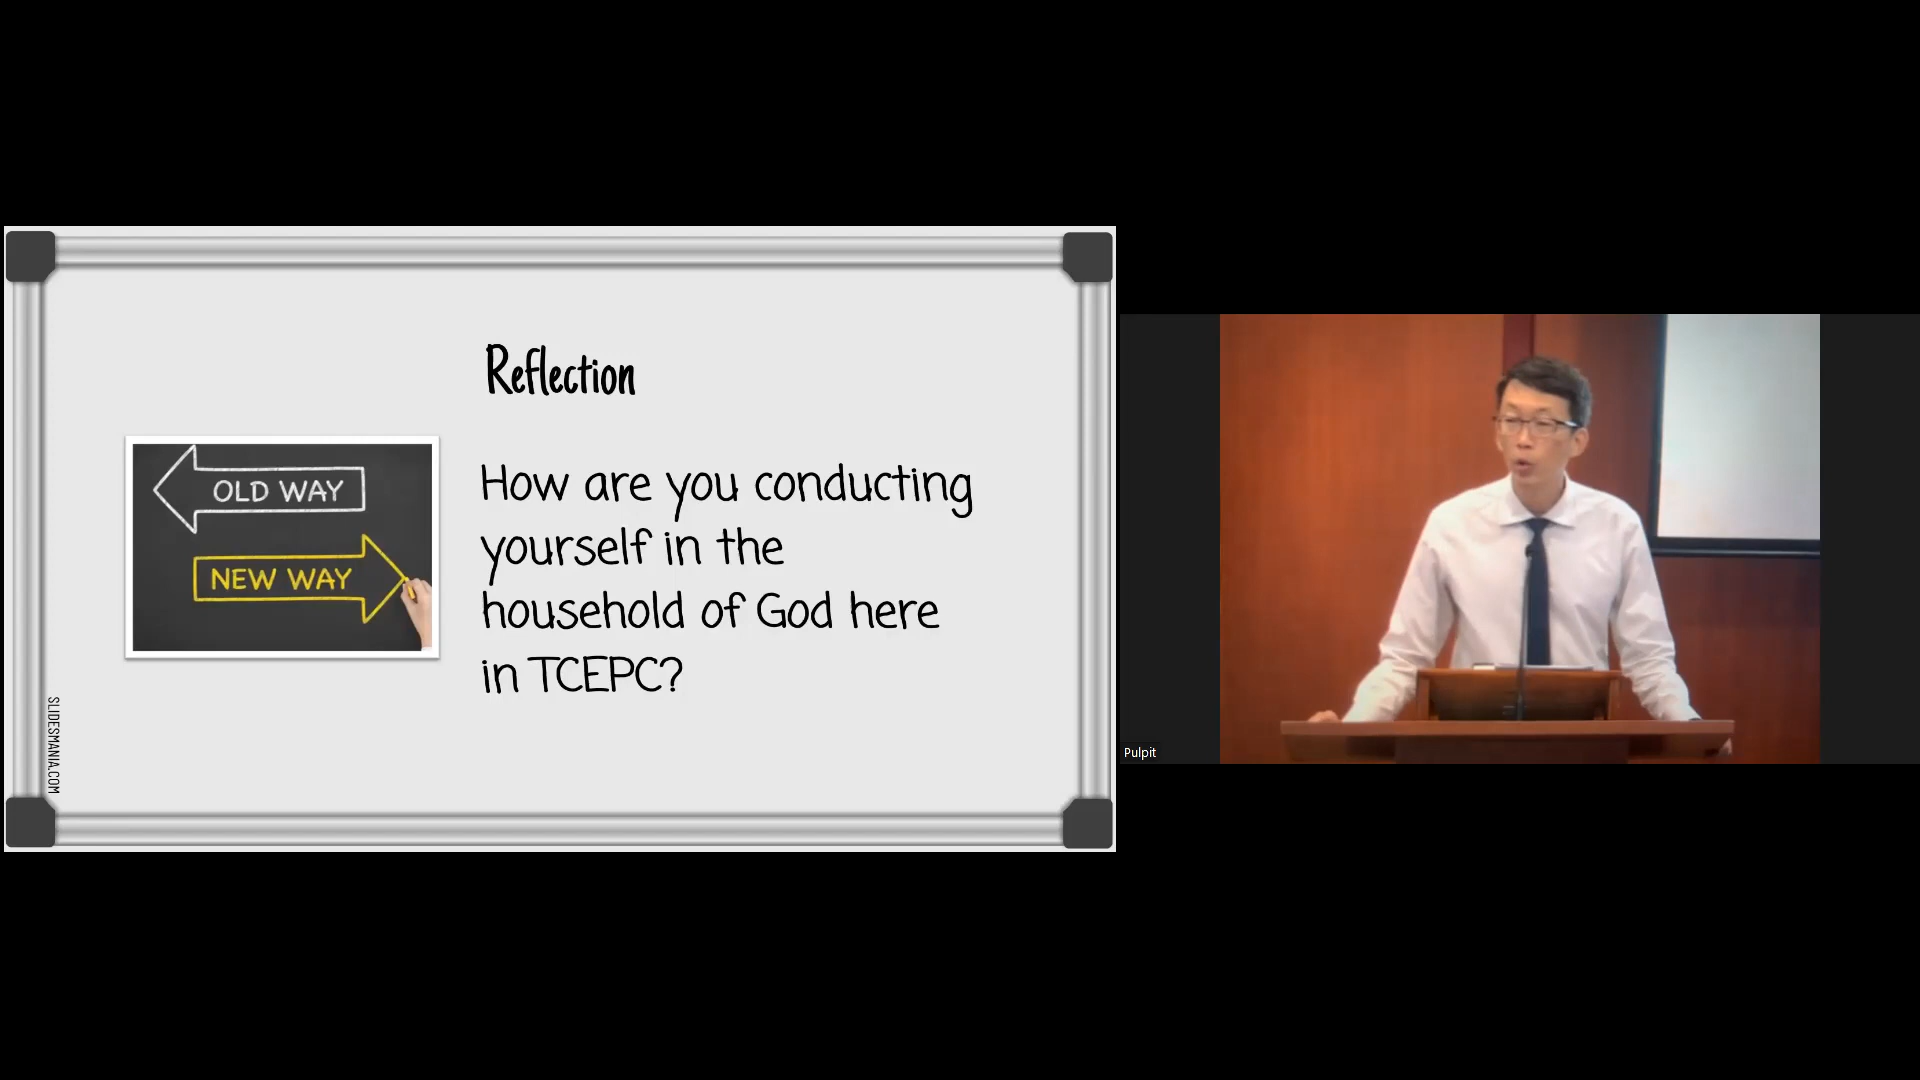 Reflection
OLD WAY
NEW WAY
How are you conducting
yourself in the
household of God here
in TCEPC?
SLIDESMANIA.COM
Pulpit